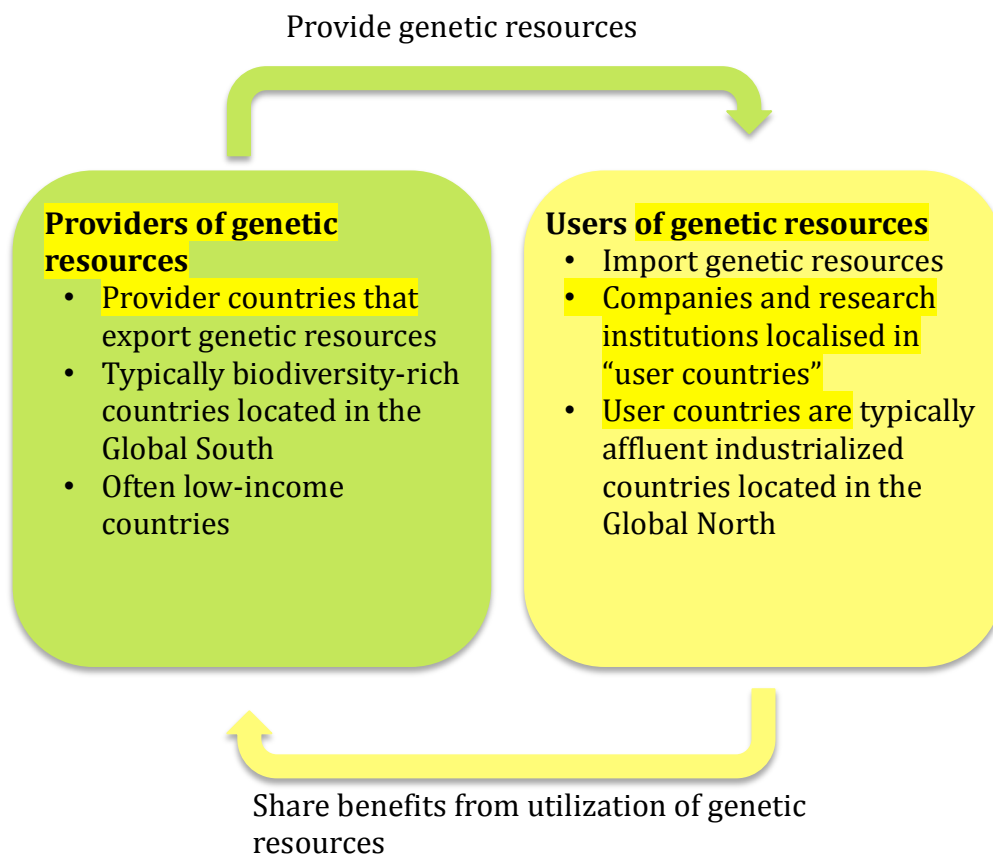 Provide genetic resources
Providers of genetic
resources
• Provider countries that
export genetic resources
• Typically biodiversity-rich
countries located in the
Global South
• Often low-income
countries
Users of genetic resources
• Import genetic resources
• Companies and research
institutions localised in
“user countries”
• User countries are typically
affluent industrialized
countries located in the
Global North
Share benefits from utilization of genetic
resources